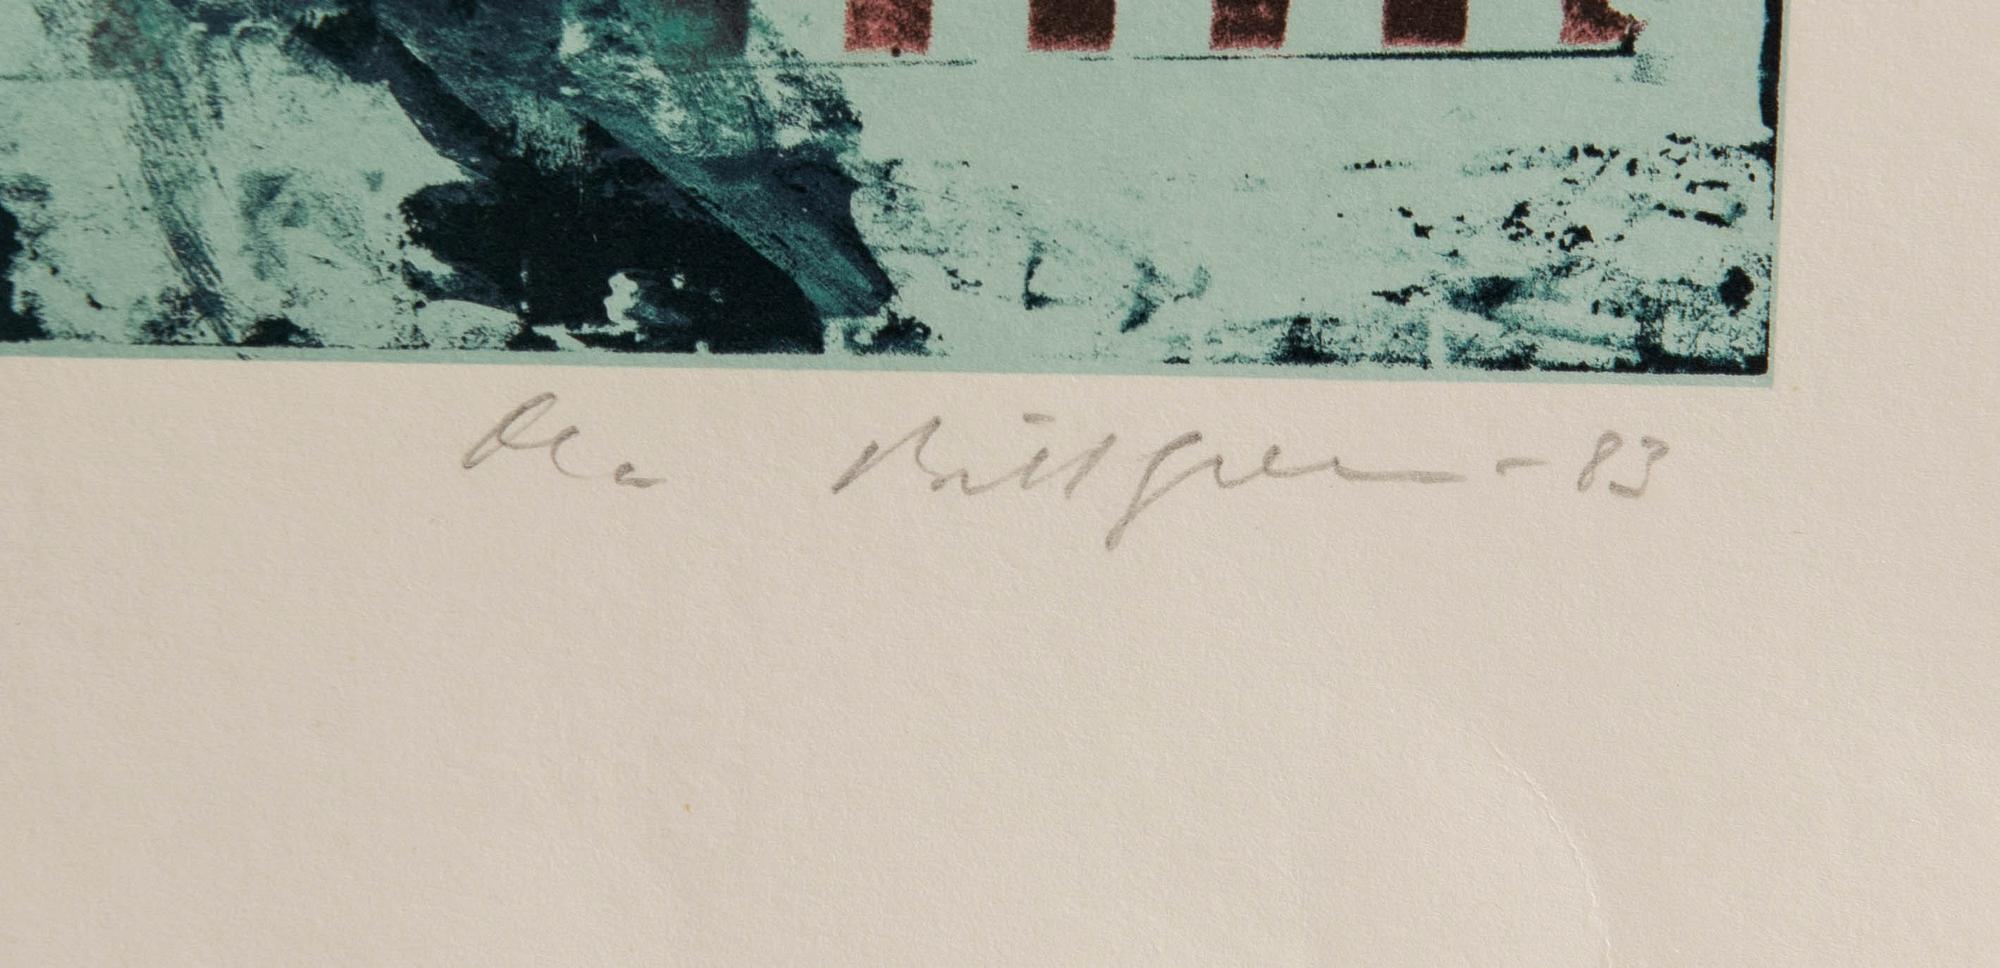 Ola Billgren - 83